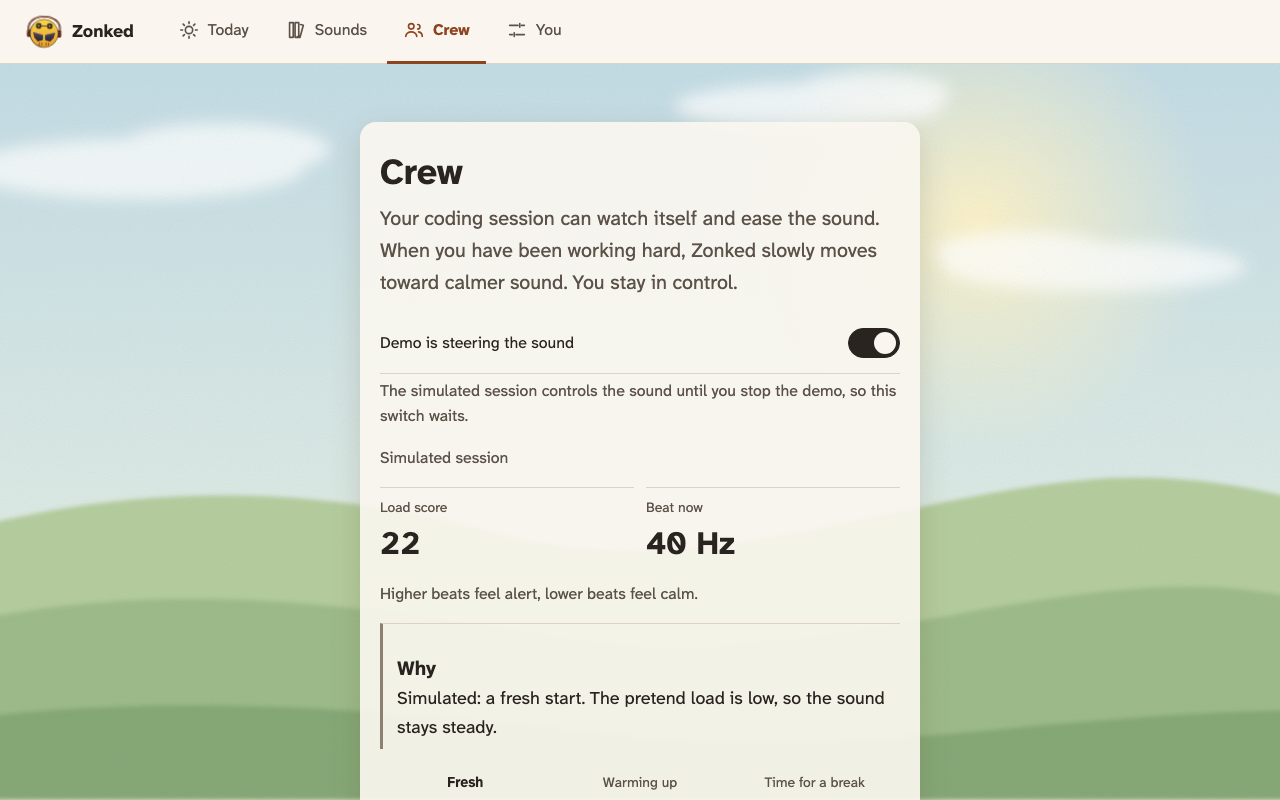 Zonked
Today
Sounds
Crew
You
Crew
Your coding session can watch itself and ease the sound.
When you have been working hard, Zonked slowly moves
toward calmer sound. You stay in control.
Demo is steering the sound
The simulated session controls the sound until you stop the demo, so this
switch waits.
Simulated session
Load score
22
Beat now
40 Hz
Higher beats feel alert, lower beats feel calm.
Why
Simulated: a fresh start. The pretend load is low, so the sound
stays steady.
Fresh
Warming up
Time for a break